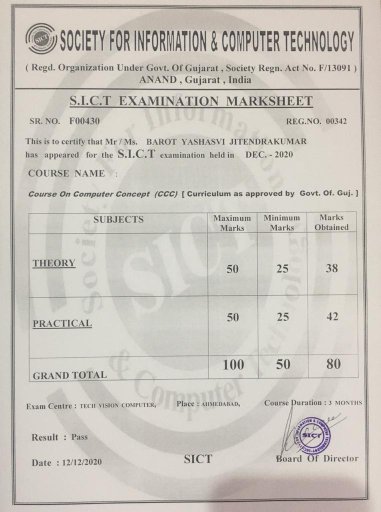 SICT
SOCIETY FOR INFORMATION & COMPUTER TECHNOLOGY
( Regd. Organization Under Govt. Of Gujarat , Society Regn. Act No. F/13091 )
ANAND , Gujarat , India
S.I.C.T EXAMINATION MARKSHEET
SR. NO. F00430 REG.NO. 00342
This is to certify that Mr / Ms. BAROT YASHASVI JITENDRAKUMAR
has appeared for the S.I.C.T examination held in DEC. - 2020
COURSE NAME :
Course On Computer Concept (CCC) [ Curriculum as approved by Govt. Of. Guj. ]
SUBJECTS Maximum Marks Minimum Marks Marks Obtained
THEORY 50 25 38
PRACTICAL 50 25 42
GRAND TOTAL 100 50 80
Exam Centre : TECH VISION COMPUTER, Place : AHMEDABAD, Course Duration : 3 MONTHS
Result : Pass
SICT
Date : 12/12/2020 SICT Board Of Director